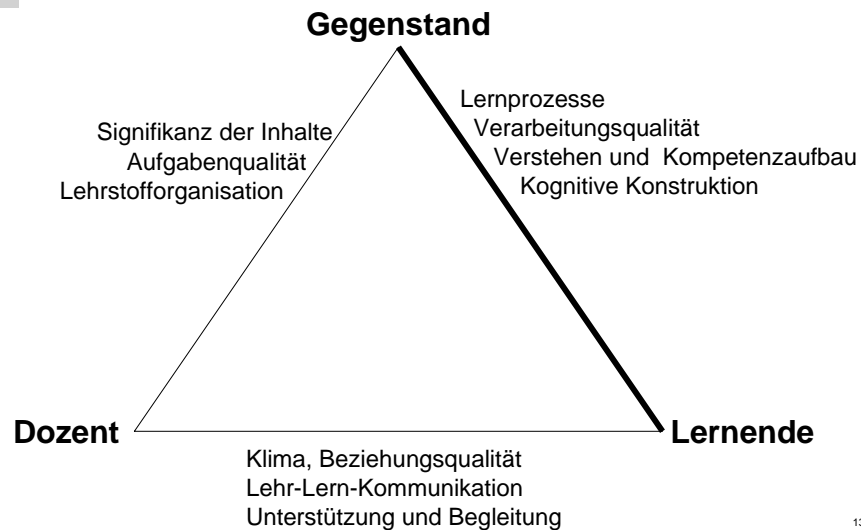 Gegenstand
Signifikanz der Inhalte
Aufgabenqualität
Lehrstofforganisation
Lernprozesse
Verarbeitungsqualität
Verstehen und Kompetenzaufbau
Kognitive Konstruktion
Dozent
Lernende
Klima, Beziehungsqualität
Lehr-Lern-Kommunikation
Unterstützung und Begleitung